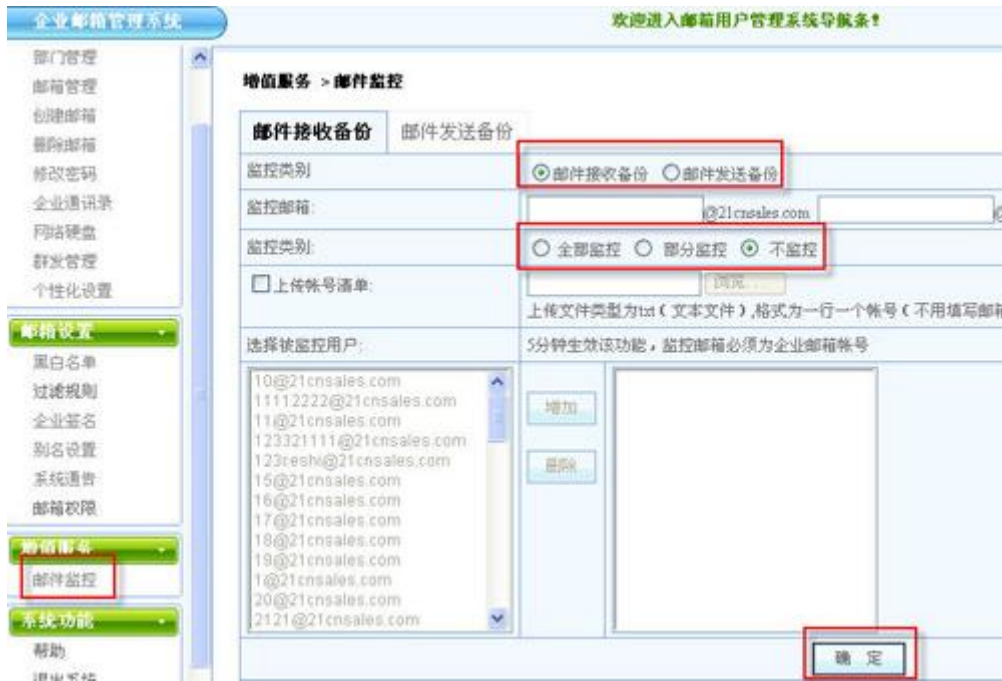 企业邮箱管理系统
欢迎进入邮箱用户管理系统导航条!
部门管理
邮箱管理
创建邮箱
删除邮箱
修改密码
企业通讯录
网络硬盘
群发管理
个性化设置
邮箱设置
黑白名单
过滤规则
企业签名
别名设置
系统通告
邮箱权限
增值服务
邮件监控
系统功能
帮助
退出系统
增值服务 >邮件监控
邮件接收备份 邮件发送备份
监控类别 邮件接收备份 邮件发送备份
监控邮箱: @21cnsales.com @
监控类别: 全部监控 部分监控 不监控
上传帐号清单: 浏览...
上传文件类型为txt(文本文件),格式为一行一个帐号(不用填写邮箱
选择被监控用户: 5分钟生效该功能,监控邮箱必须为企业邮箱帐号
10@21cnsales.com
11112222@21cnsales.com
11@21cnsales.com
123321111@21cnsales.com
123ceshi@21cnsales.com
15@21cnsales.com
16@21cnsales.com
17@21cnsales.com
18@21cnsales.com
19@21cnsales.com
1@21cnsales.com
20@21cnsales.com
2121@21cnsales.com
增加
删除
确 定